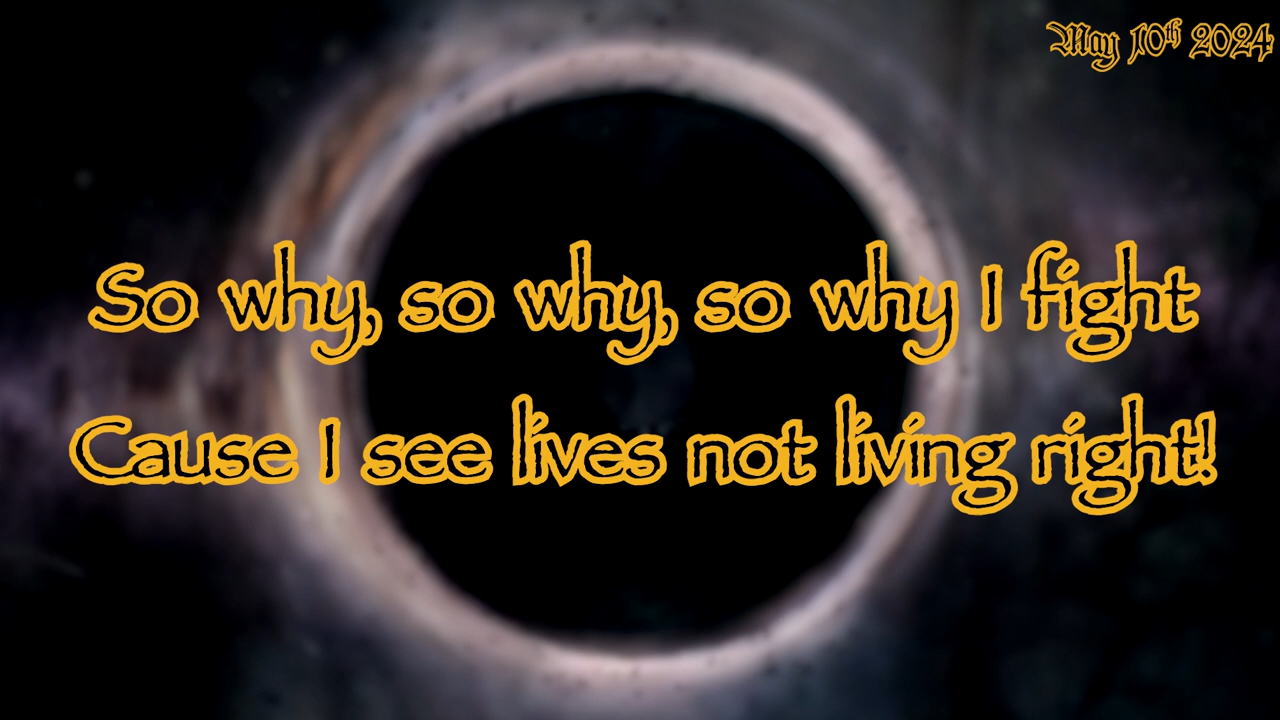 May 10th 2024
So why, so why, so why I fight
Cause I see lives not living right!